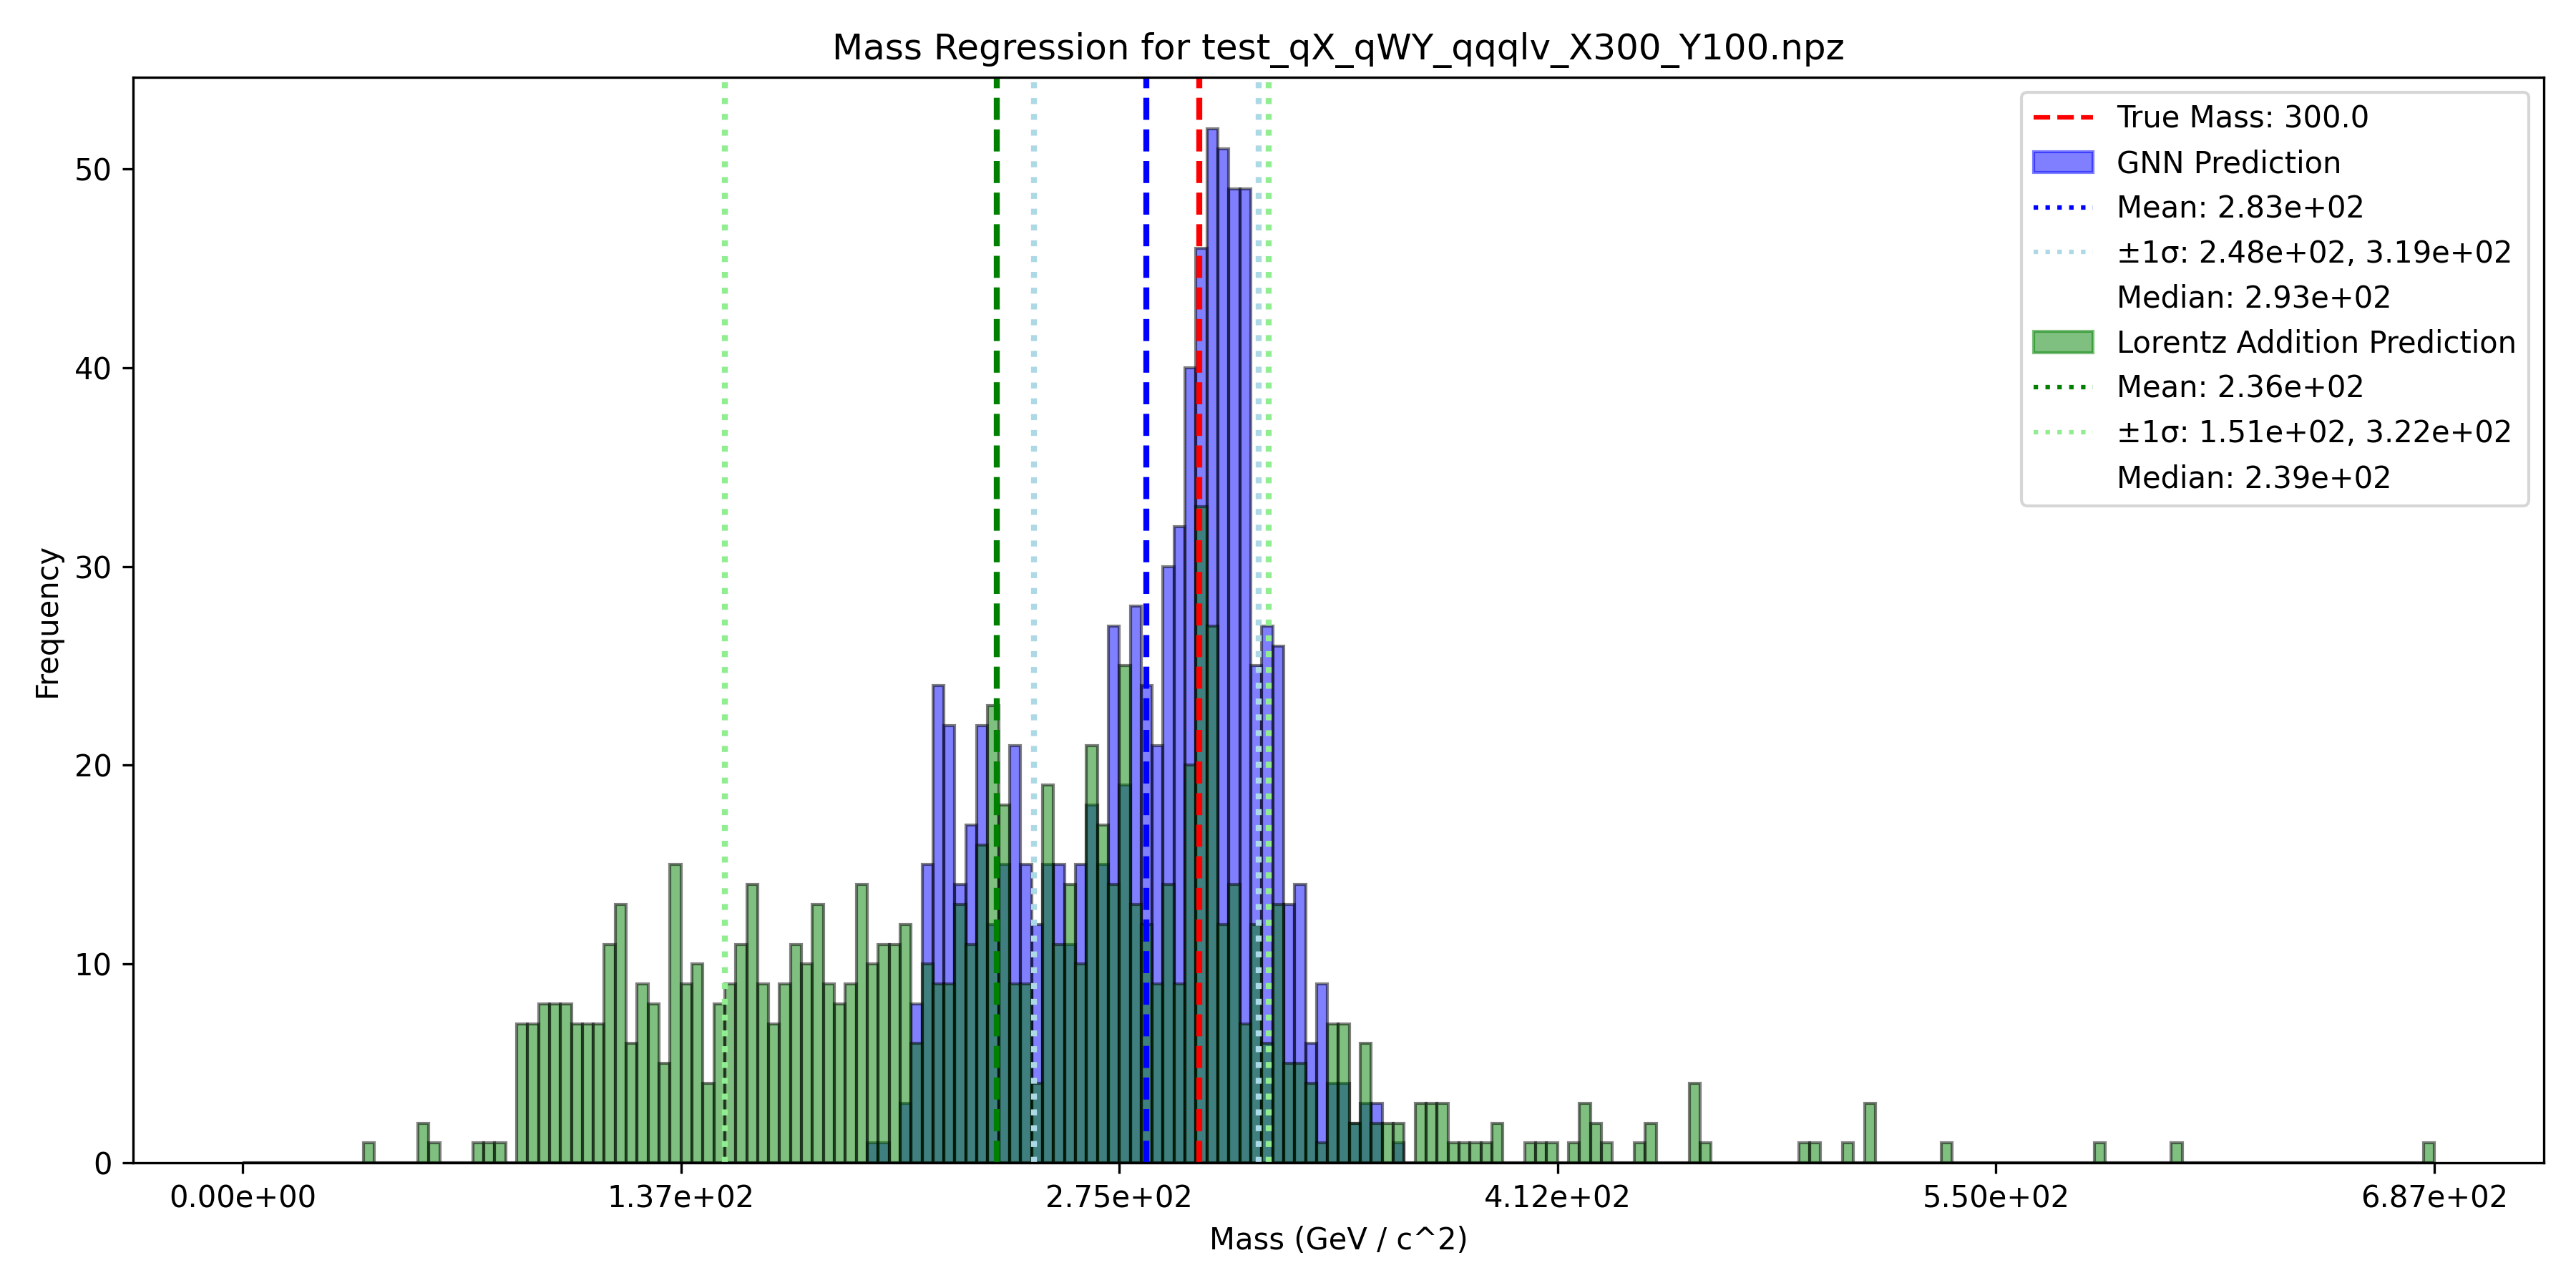 Mass Regression for test_qX_qWY_qqqlv_X300_Y100.npz
True Mass: 300.0
GNN Prediction
Mean: 2.83e+02
±1σ: 2.48e+02, 3.19e+02
Median: 2.93e+02
Lorentz Addition Prediction
Mean: 2.36e+02
±1σ: 1.51e+02, 3.22e+02
Median: 2.39e+02
Frequency
50
40
30
20
10
0
0.00e+00 1.37e+02 2.75e+02 4.12e+02 5.50e+02 6.87e+02
Mass (GeV / c^2)